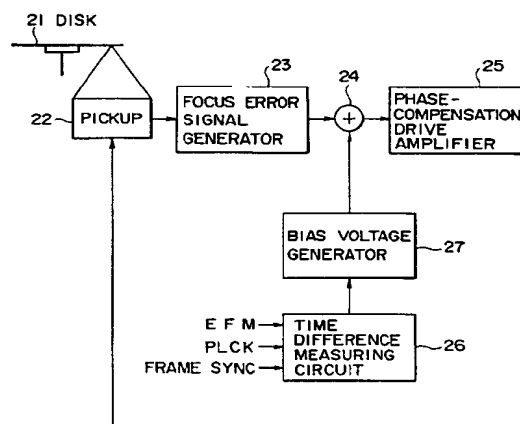 21 DISK
22 PICKUP
23
FOCUS ERROR
SIGNAL
GENERATOR
24
+
25
PHASE-
COMPENSATION
DRIVE
AMPLIFIER
BIAS VOLTAGE
GENERATOR
27
E F M
PLCK
FRAME SYNC
TIME
DIFFERENCE
MEASURING
CIRCUIT
26